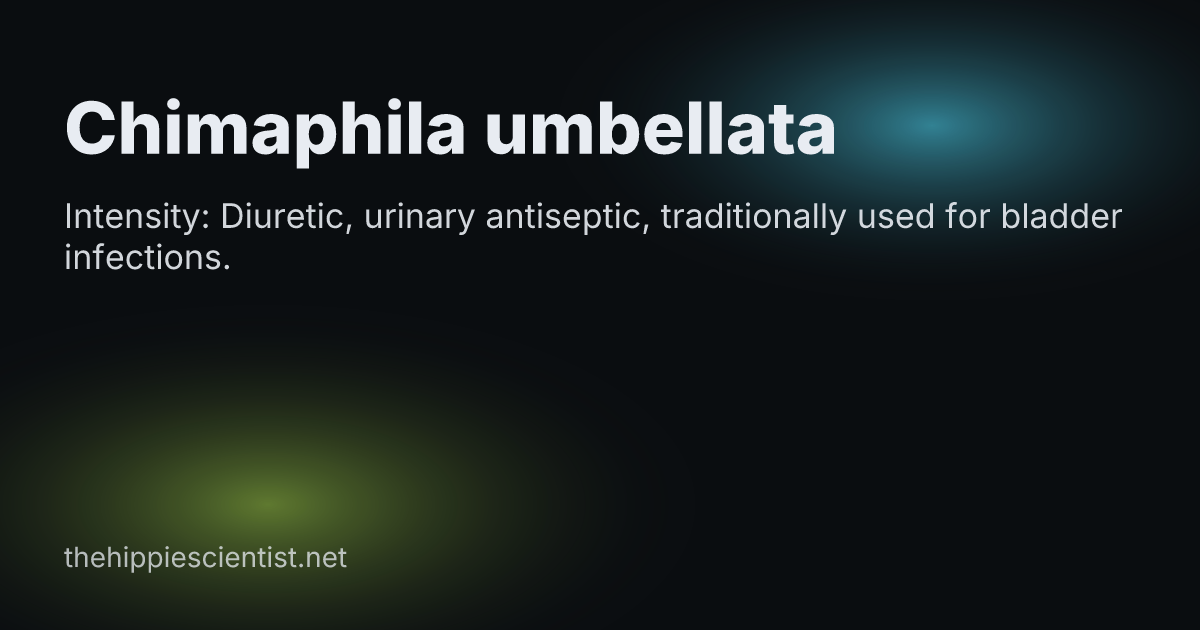 Chimaphila umbellata
Intensity: Diuretic, urinary antiseptic, traditionally used for bladder
infections.
thehippiescientist.net